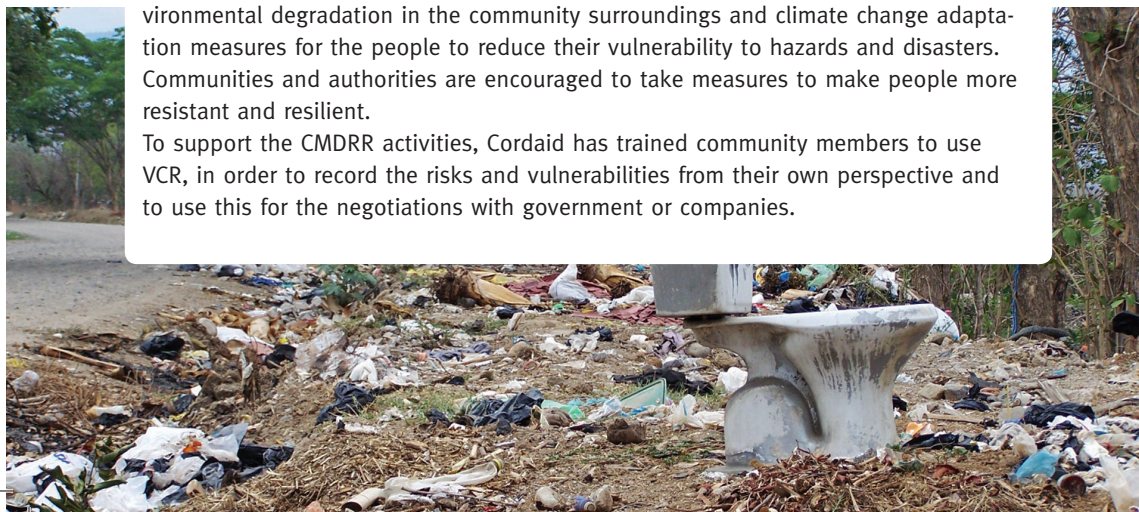 vironmental degradation in the community surroundings and climate change adapta-
tion measures for the people to reduce their vulnerability to hazards and disasters.
Communities and authorities are encouraged to take measures to make people more
resistant and resilient.
To support the CMDRR activities, Cordaid has trained community members to use
VCR, in order to record the risks and vulnerabilities from their own perspective and
to use this for the negotiations with government or companies.